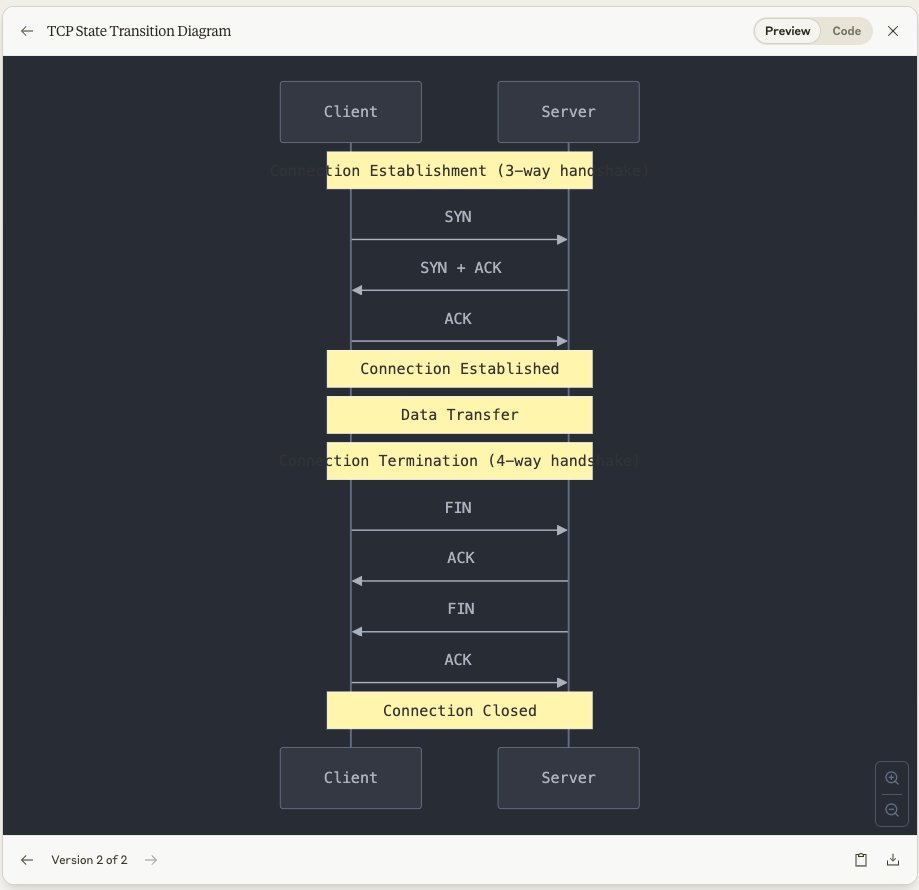 TCP State Transition Diagram
Preview
Code
Client
Server
Connection Establishment (3-way handshake)
SYN
SYN + ACK
ACK
Connection Established
Data Transfer
Connection Termination (4-way handshake)
FIN
ACK
FIN
ACK
Connection Closed
Client
Server
Version 2 of 2